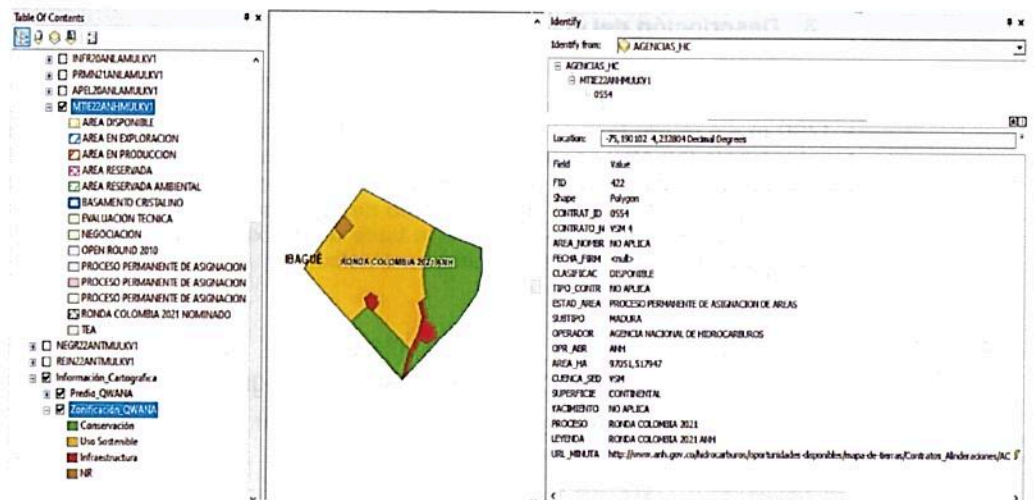 3. Descripción del
Table Of Contents
INFR20ANLAMULKV1
PRMN21ANLAMULKV1
APEL20ANLAMULKV1
MTIE22ANHMULKV1
AREA DISPONIBLE
AREA EN EXPLORACION
AREA EN PRODUCCION
AREA RESERVADA
AREA RESERVADA AMBIENTAL
BASAMENTO CRISTALINO
EVALUACION TECNICA
NEGOCIACION
OPEN ROUND 2010
PROCESO PERMANENTE DE ASIGNACION
PROCESO PERMANENTE DE ASIGNACION
PROCESO PERMANENTE DE ASIGNACION
RONDA COLOMBIA 2021 NOMINADO
TEA
NEGR22ANTMULKV1
REIN22ANTMULKV1
Información_Cartografica
Predio_QWANA
Zonificación_QWANA
Conservación
Uso Sostenible
Infraestructura
NR
IBAGUÉ
RONDA COLOMBIA 2021 ANH
Identify
Identify from: AGENCIAS_HC
AGENCIAS_HC
MTIE22ANHMULKV1
0554
Location: -75,190102 4,232804 Decimal Degrees
Field Value
FID 422
Shape Polygon
CONTRAT_ID 0554
CONTRATO_N VSM 4
AREA_NOMBR NO APLICA
FECHA_FIRM <null>
CLASIFICAC DISPONIBLE
TIPO_CONTR NO APLICA
ESTAD_AREA PROCESO PERMANENTE DE ASIGNACION DE AREAS
SUBTIPO MADURA
OPERADOR AGENCIA NACIONAL DE HIDROCARBUROS
OPR_ABR ANH
AREA_HA 97051,517947
CUENCA_SED VSM
SUPERFICIE CONTINENTAL
YACIMIENTO NO APLICA
PROCESO RONDA COLOMBIA 2021
LEYENDA RONDA COLOMBIA 2021 ANH
URL_MINUTA http://www.anh.gov.co/hidrocarburos/oportunidades-disponibles/mapa-de-tierras/Contratos_Alinderaciones/AC